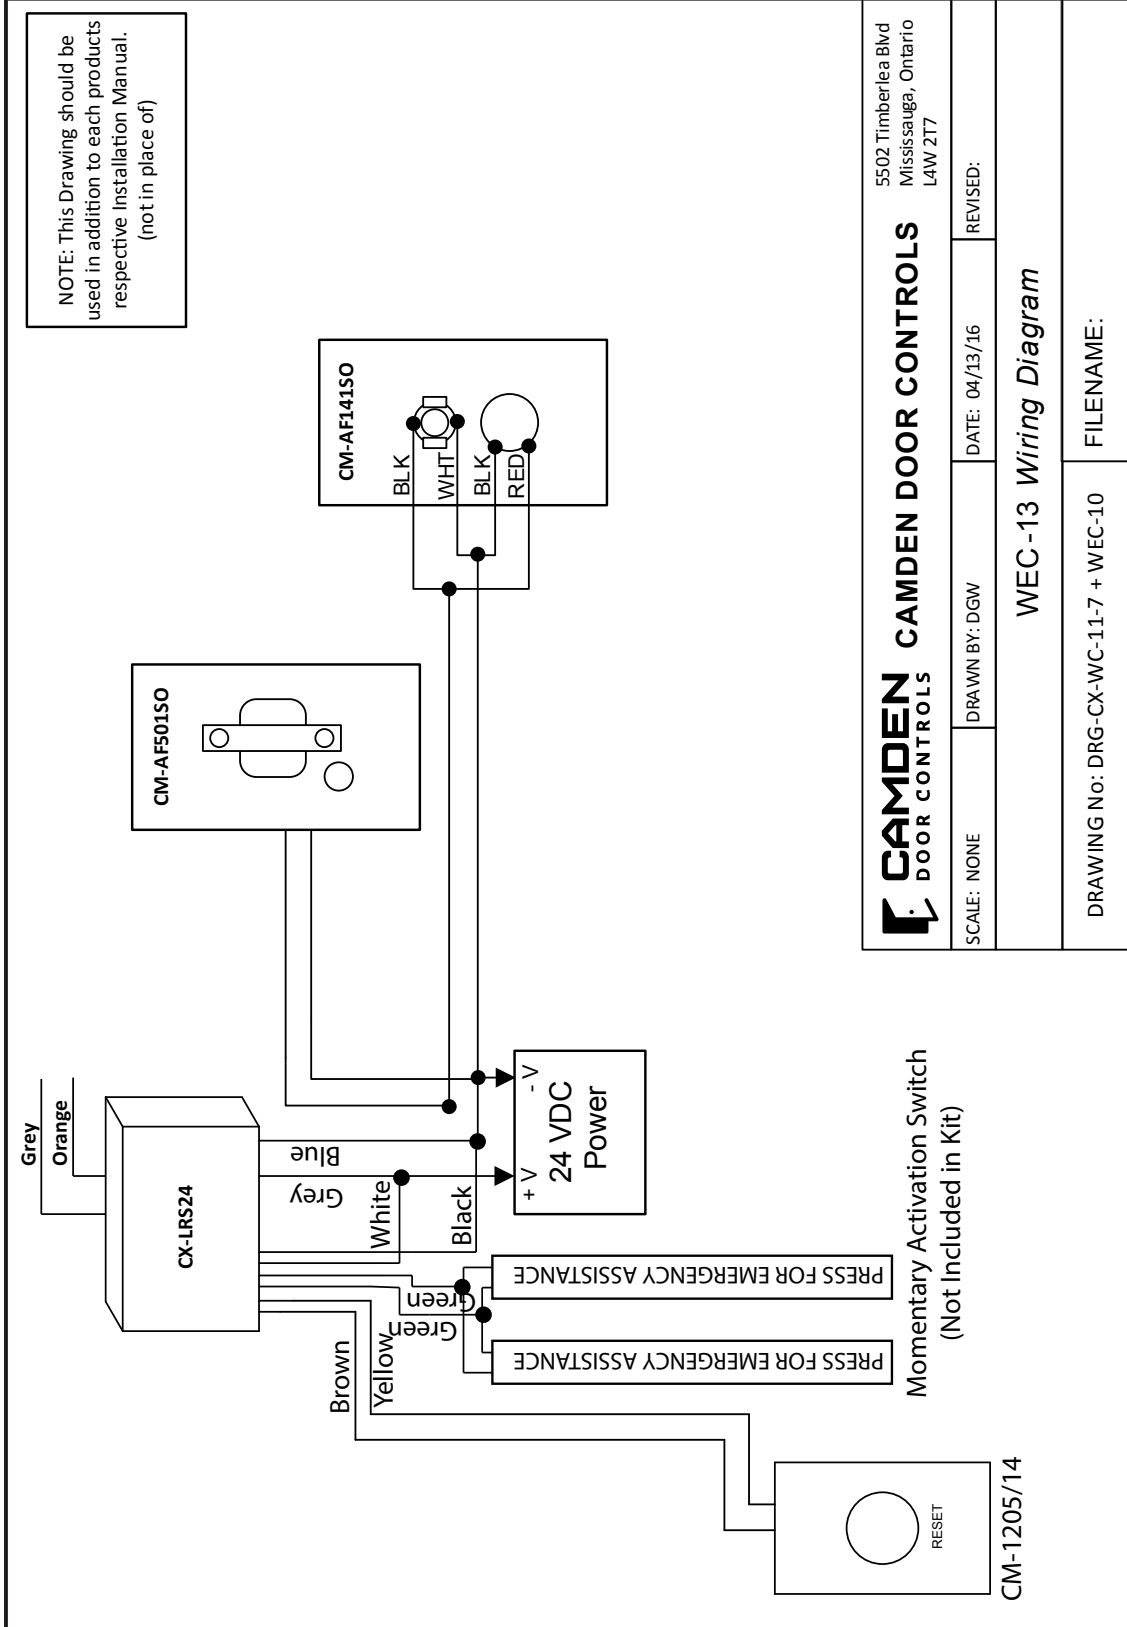 NOTE: This Drawing should be
used in addition to each products
respective Installation Manual.
(not in place of)
Grey
Orange
CX-LRS24
Blue
Grey
White
Black
Green
Green
Brown
Yellow
CM-AF501SO
CM-AF141SO
BLK
WHT
BLK
RED
+ V
- V
24 VDC
Power
PRESS FOR EMERGENCY ASSISTANCE
PRESS FOR EMERGENCY ASSISTANCE
Momentary Activation Switch
(Not Included in Kit)
RESET
CM-1205/14
CAMDEN
DOOR CONTROLS
CAMDEN DOOR CONTROLS
5502 Timberlea Blvd
Mississauga, Ontario
L4W 2T7
SCALE: NONE
DRAWN BY: DGW
DATE: 04/13/16
REVISED:
WEC-13 Wiring Diagram
DRAWING No: DRG-CX-WC-11-7 + WEC-10
FILENAME: